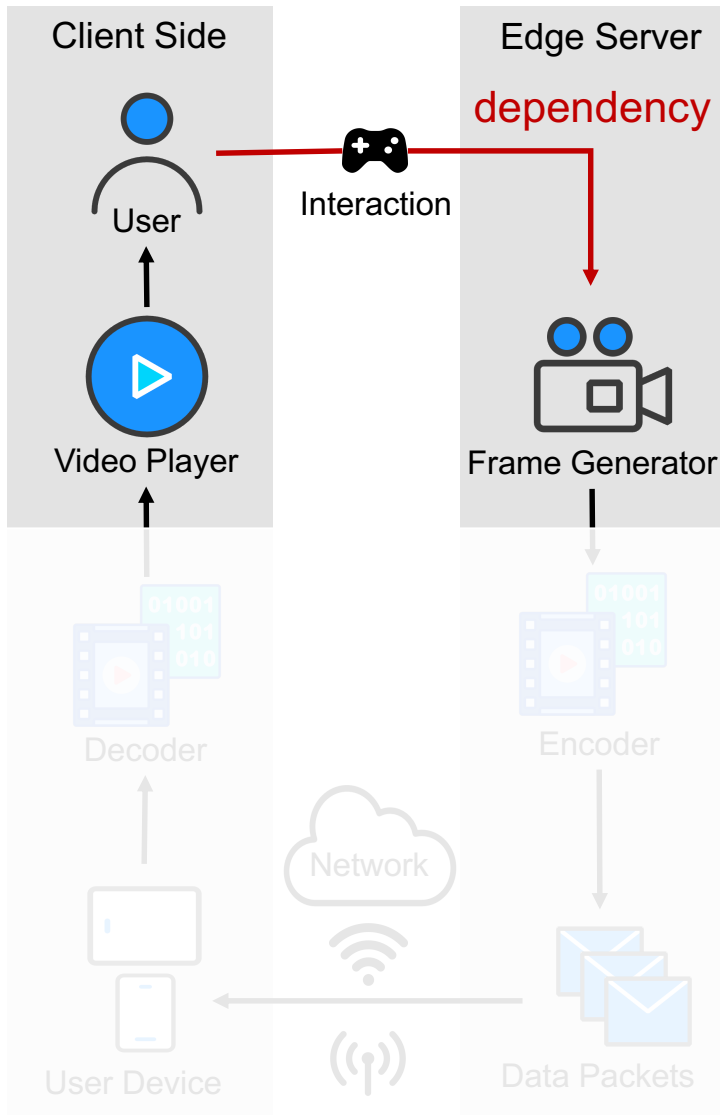 Client Side
Edge Server
dependency
Interaction
User
Video Player
Frame Generator
01001
101
010
01001
101
010
Decoder
Encoder
Network
User Device
Data Packets